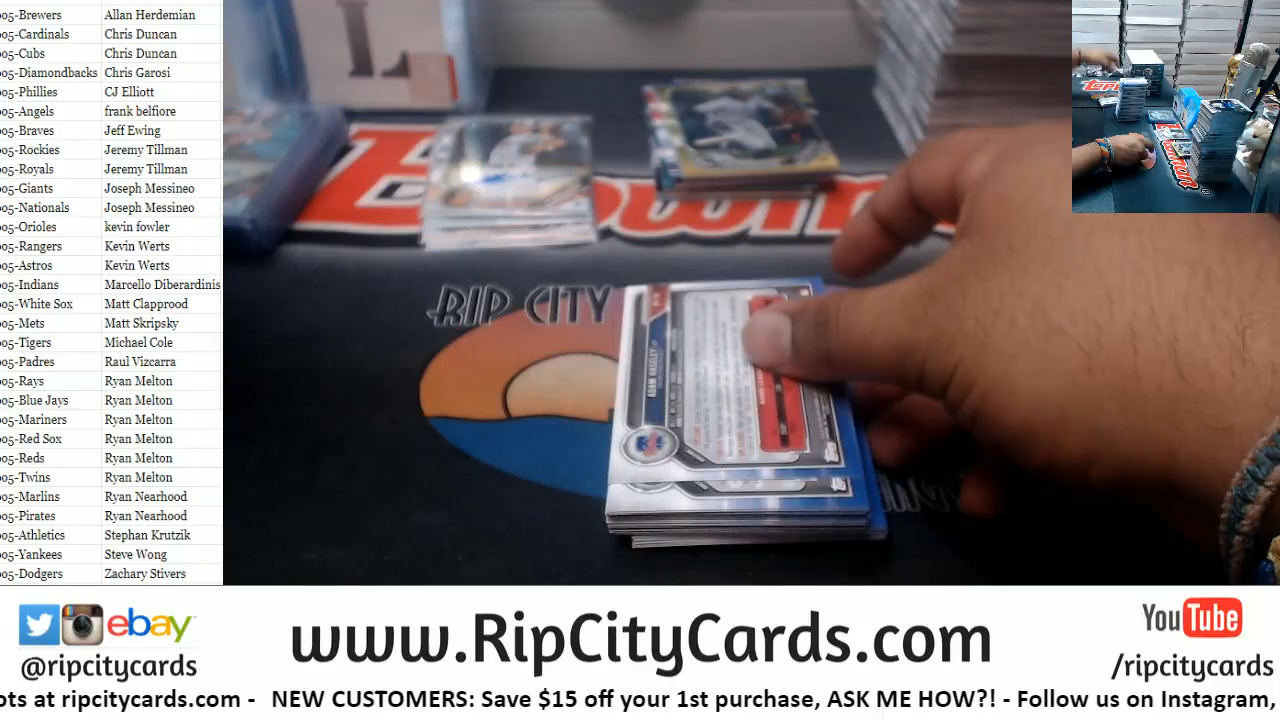 05-Brewers Allan Herdemian
05-Cardinals Chris Duncan
05-Cubs Chris Duncan
05-Diamondbacks Chris Garosi
05-Phillies CJ Elliott
05-Angels frank belfiore
05-Braves Jeff Ewing
05-Rockies Jeremy Tillman
05-Royals Jeremy Tillman
05-Giants Joseph Messineo
05-Nationals Joseph Messineo
05-Orioles kevin fowler
05-Rangers Kevin Werts
05-Astros Kevin Werts
05-Indians Marcello Diberardinis
05-White Sox Matt Clapprood
05-Mets Matt Skripsky
05-Tigers Michael Cole
05-Padres Raul Vizcarra
05-Rays Ryan Melton
05-Blue Jays Ryan Melton
05-Mariners Ryan Melton
05-Red Sox Ryan Melton
05-Reds Ryan Melton
05-Twins Ryan Melton
05-Marlins Ryan Nearhood
05-Pirates Ryan Nearhood
05-Athletics Stephan Krutzik
05-Yankees Steve Wong
05-Dodgers Zachary Stivers
RIP CITY
ADAM HASELEY
ebay
@ripcitycards
www.RipCityCards.com
YouTube
/ripcitycards
ots at ripcitycards.com - NEW CUSTOMERS: Save $15 off your 1st purchase, ASK ME HOW?! - Follow us on Instagram,